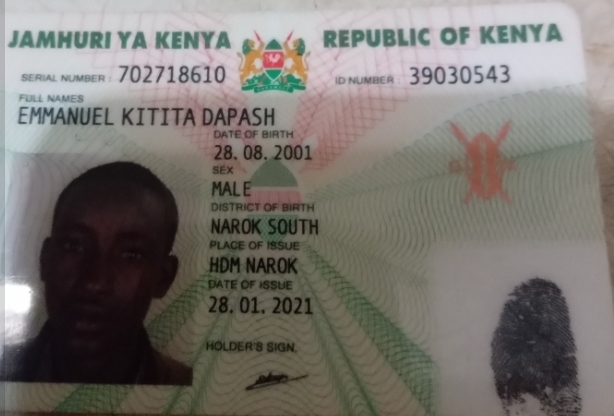 JAMHURI YA KENYA REPUBLIC OF KENYA
SERIAL NUMBER: 702718610 ID NUMBER: 39030543
FULL NAMES
EMMANUEL KITITA DAPASH
DATE OF BIRTH
28. 08. 2001
SEX
MALE
DISTRICT OF BIRTH
NAROK SOUTH
PLACE OF ISSUE
HDM NAROK
DATE OF ISSUE
28. 01. 2021
HOLDER'S SIGN.